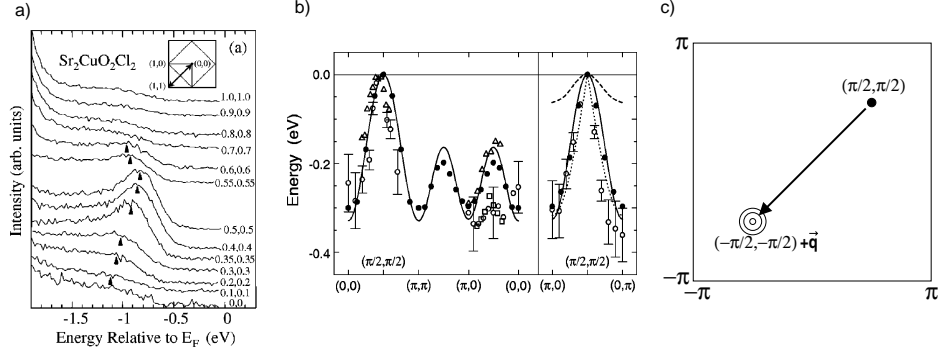 a)
(a)
Sr2CuO2Cl2
(1,0)
(0,0)
(1,1)
1.0,1.0
0.9,0.9
0.8,0.8
0.7,0.7
0.6,0.6
0.55,0.55
0.5,0.5
0.4,0.4
0.35,0.35
0.3,0.3
0.2,0.2
0.1,0.1
0,0
Intensity (arb. units)
-1.5
-1
-0.5
0
Energy Relative to EF (eV)
b)
0.0
-0.2
-0.4
Energy (eV)
(π/2,π/2)
(π/2,π/2)
(0,0)
(π,π)
(π,0)
(0,0)
(π,0)
(0,π)
c)
π
(π/2,π/2)
(−π/2,−π/2) +q⃗
−π
−π
π